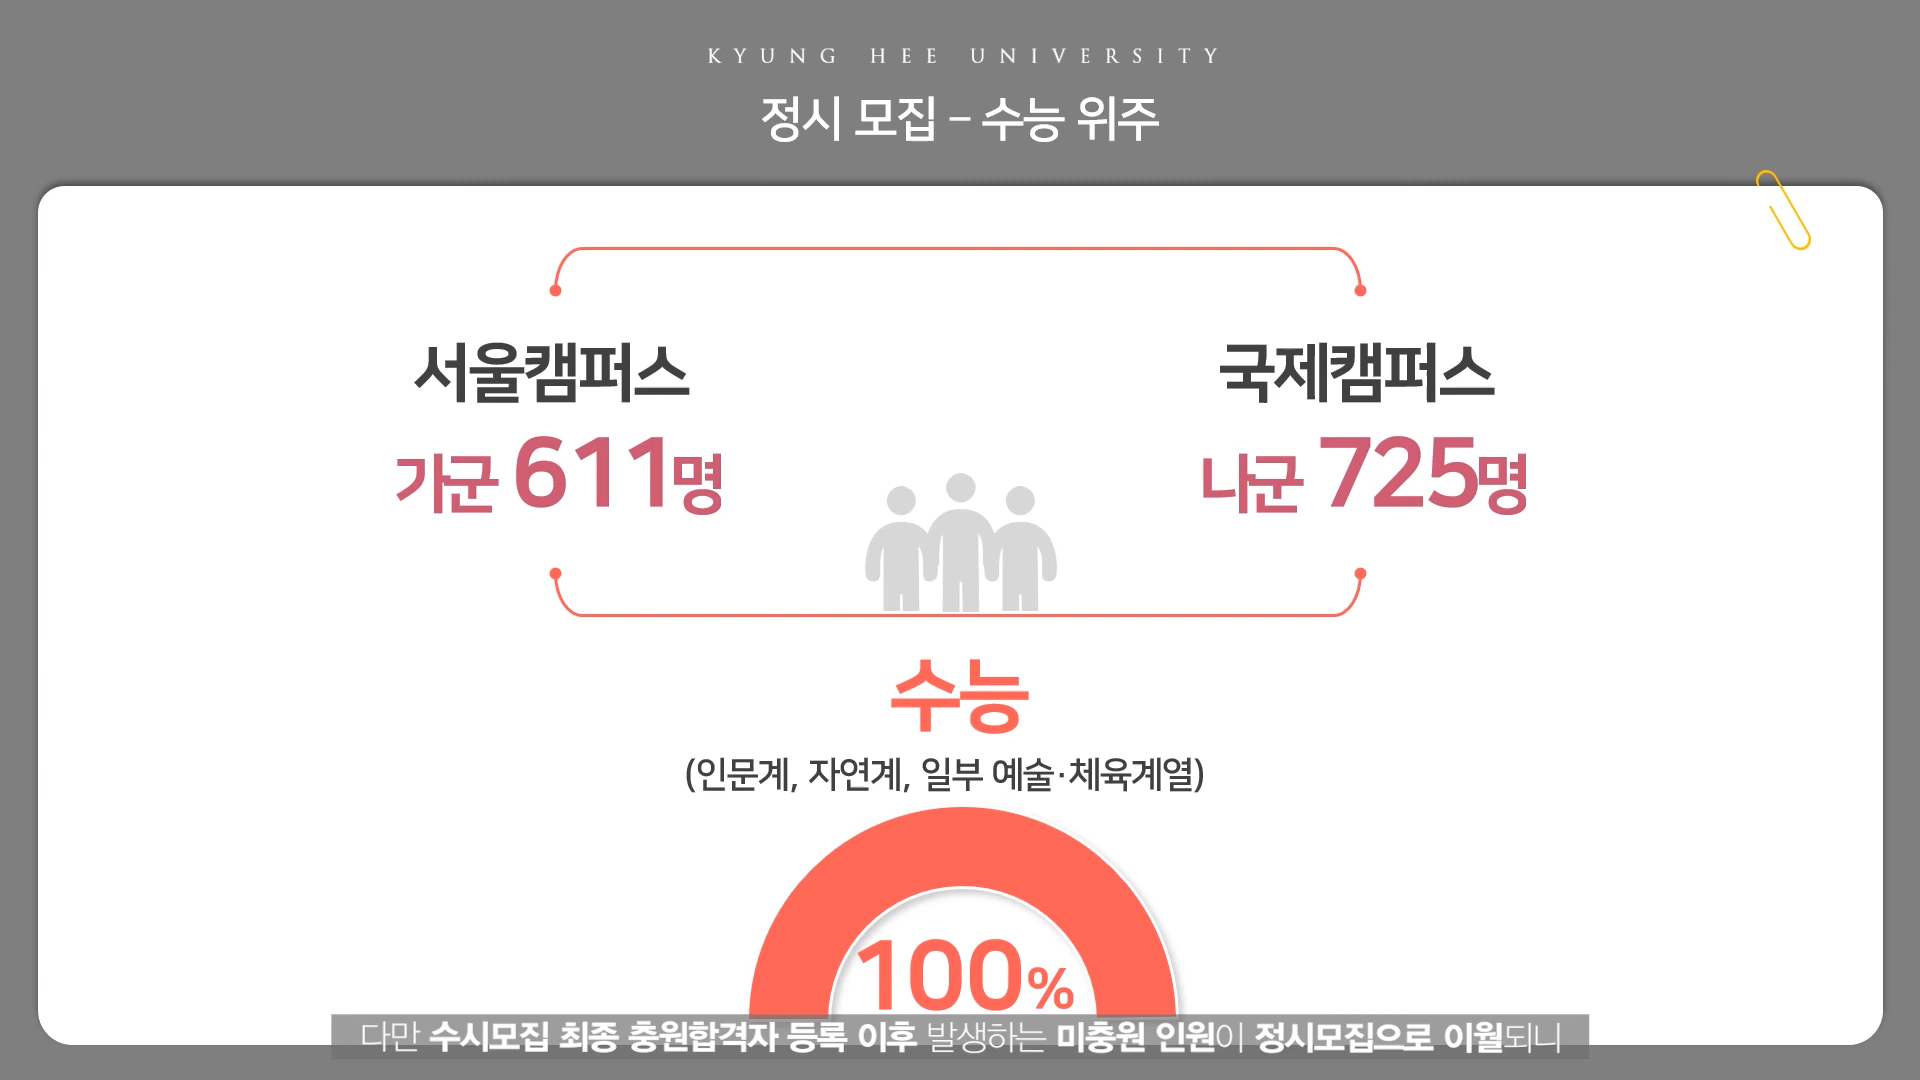 KYUNG HEE UNIVERSITY
정시 모집 – 수능 위주
서울캠퍼스
가군 611명
국제캠퍼스
나군 725명
수능
(인문계, 자연계, 일부 예술·체육계열)
100%
다만 수시모집 최종 충원합격자 등록 이후 발생하는 미충원 인원이 정시모집으로 이월되니